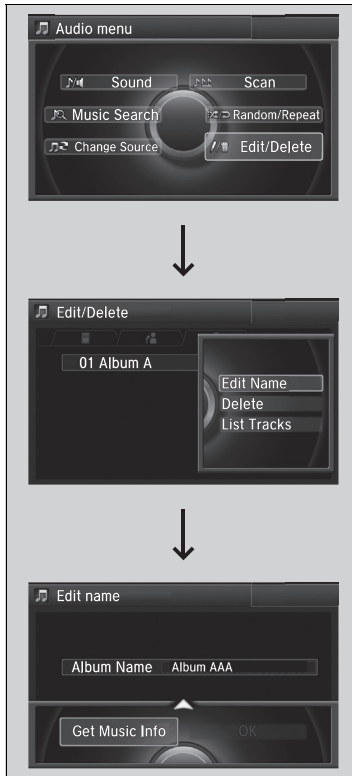 Audio menu
Sound
Scan
Music Search
Random/Repeat
Change Source
Edit/Delete
Edit/Delete
01 Album A
Edit Name
Delete
List Tracks
Edit name
Album Name Album AAA
Get Music Info
OK